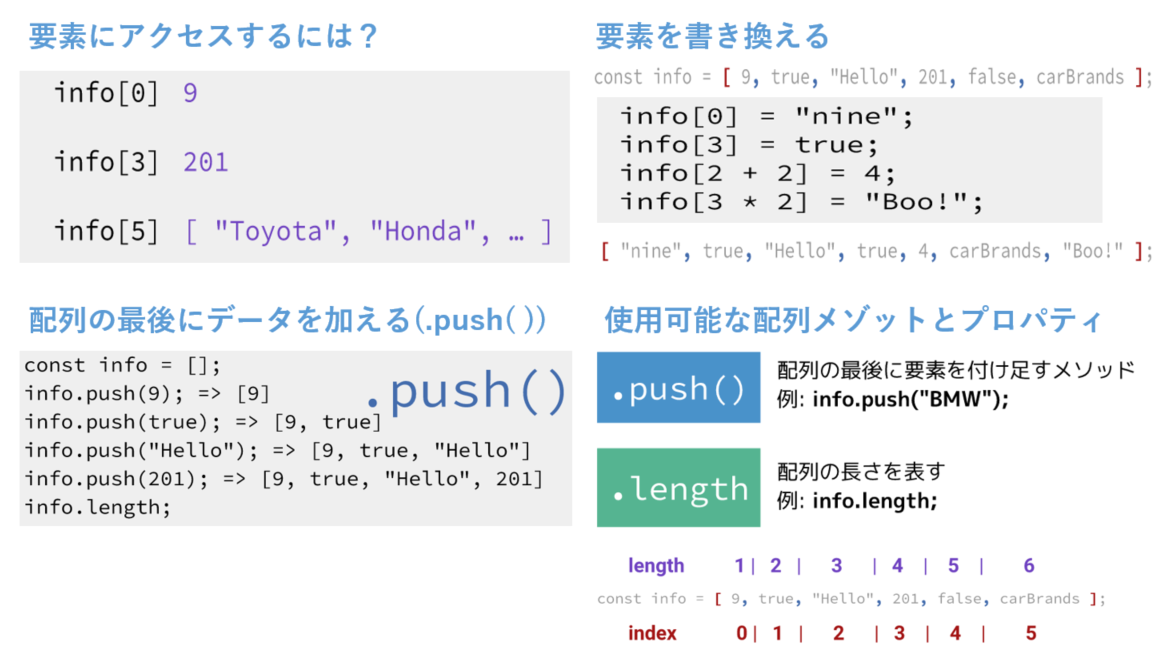 要素にアクセスするには？
info[0] 9
info[3] 201
info[5] [ "Toyota", "Honda", … ]
要素を書き換える
const info = [ 9, true, "Hello", 201, false, carBrands ];
info[0] = "nine";
info[3] = true;
info[2 + 2] = 4;
info[3 * 2] = "Boo!";
[ "nine", true, "Hello", true, 4, carBrands, "Boo!" ];
配列の最後にデータを加える(.push( ))
const info = [];
info.push(9); => [9]
.push()
info.push(true); => [9, true]
info.push("Hello"); => [9, true, "Hello"]
info.push(201); => [9, true, "Hello", 201]
info.length;
使用可能な配列メゾットとプロパティ
.push()
配列の最後に要素を付け足すメソッド
例: info.push("BMW");
.length
配列の長さを表す
例: info.length;
length 1 | 2 | 3 | 4 | 5 | 6
const info = [ 9, true, "Hello", 201, false, carBrands ];
index 0 | 1 | 2 | 3 | 4 | 5